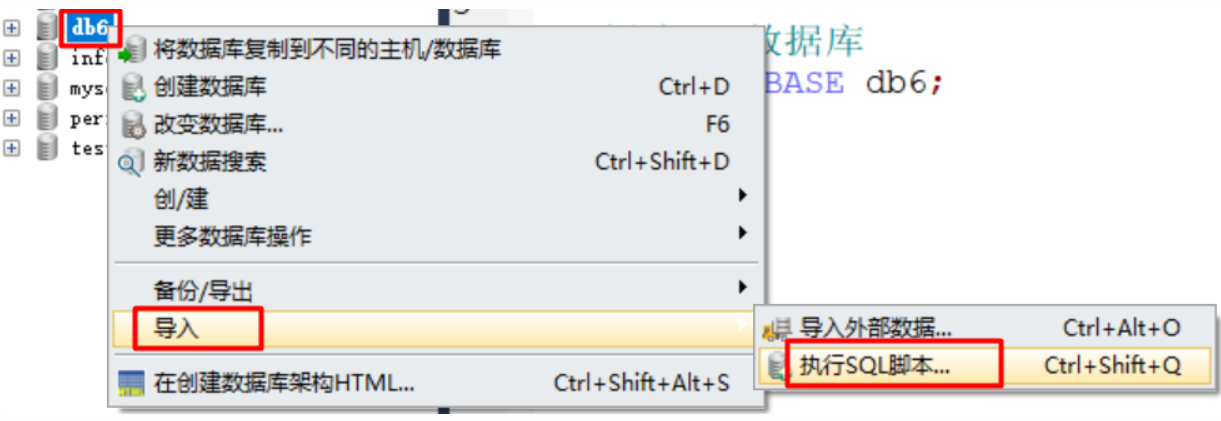 db6
将数据库复制到不同的主机/数据库
数据库
inf
创建数据库 Ctrl+D
BASE db6;
mys
改变数据库... F6
per
新数据搜索 Ctrl+Shift+D
tes
创/建
更多数据库操作
备份/导出
导入
导入外部数据... Ctrl+Alt+O
执行SQL脚本... Ctrl+Shift+Q
在创建数据库架构HTML... Ctrl+Shift+Alt+S